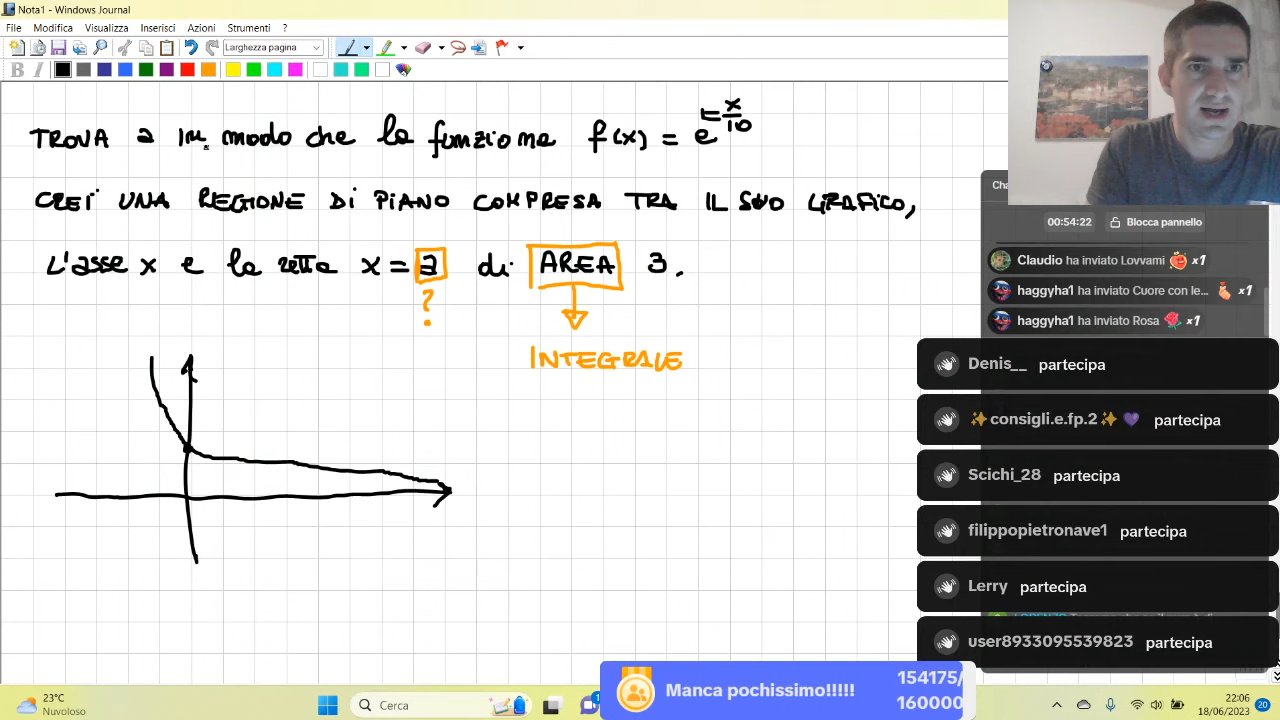 Nota1 - Windows Journal
File Modifica Visualizza Inserisci Azioni Strumenti ?
Larghezza pagina
B I
TROVA a in modo che la funzione f(x) = e^-x/10
CREI UNA REGIONE DI PIANO COMPRESA TRA IL SUO GRAFICO,
L'asse x e la retta x = a di AREA 3.
?
INTEGRALE
00:54:22 Blocca pannello
Claudio ha inviato Lovvami x1
haggyha1 ha inviato Cuore con le... x1
haggyha1 ha inviato Rosa x1
Denis__ partecipa
✨consigli.e.fp.2✨💜 partecipa
Scichi_28 partecipa
filippopietronave1 partecipa
Lerry partecipa
user8933095539823 partecipa
Manca pochissimo!!!!! 154175/
160000
23°C
Nuvoloso
Cerca
22:06
18/06/2023
20